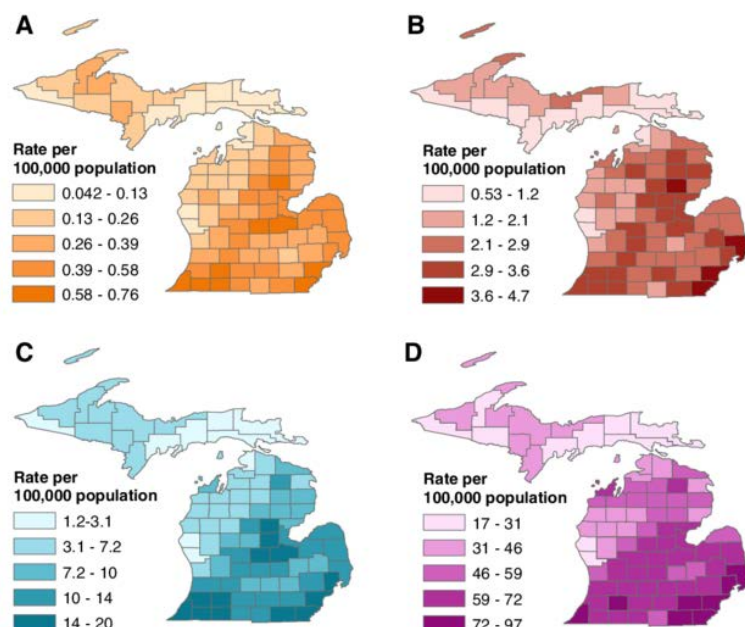 A
Rate per
100,000 population
0.042 - 0.13
0.13 - 0.26
0.26 - 0.39
0.39 - 0.58
0.58 - 0.76
B
Rate per
100,000 population
0.53 - 1.2
1.2 - 2.1
2.1 - 2.9
2.9 - 3.6
3.6 - 4.7
C
Rate per
100,000 population
1.2-3.1
3.1 - 7.2
7.2 - 10
10 - 14
14 - 20
D
Rate per
100,000 population
17 - 31
31 - 46
46 - 59
59 - 72
72 - 97